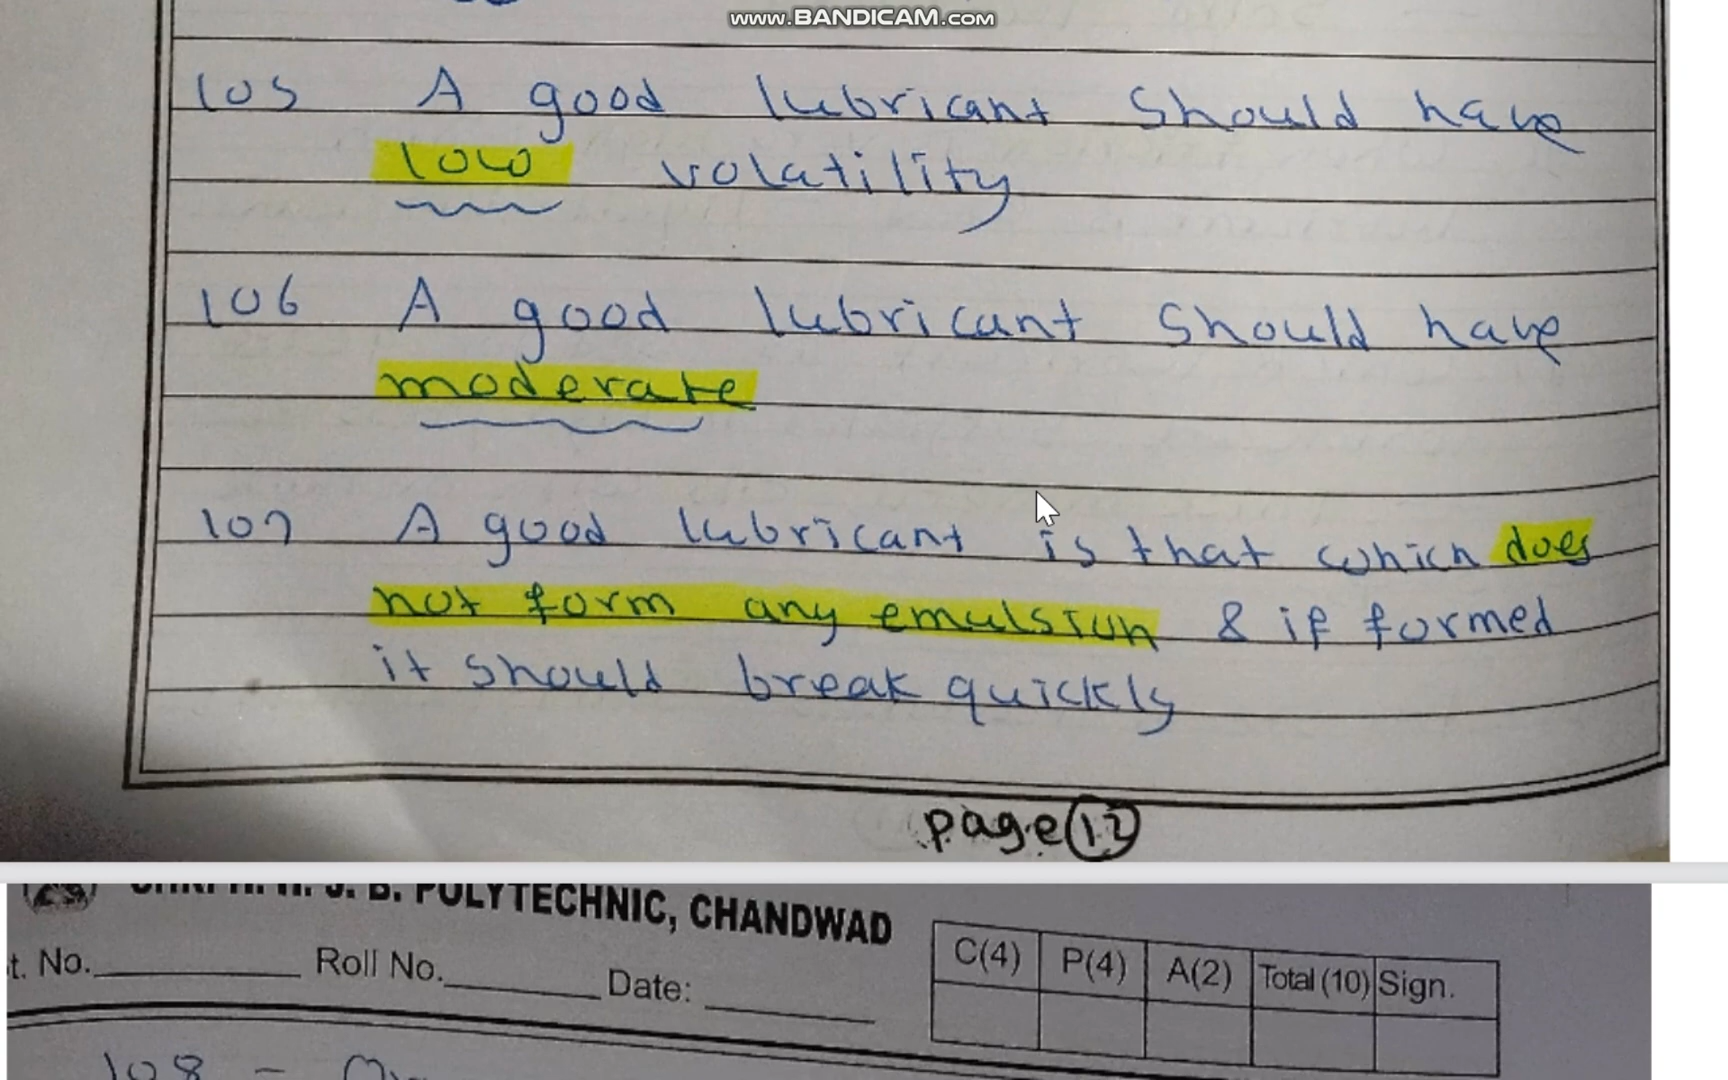 www.BANDICAM.com
105 A good lubricant should have
low volatility
106 A good lubricant should have
moderate
107 A good lubricant is that which does
not form any emulsion & if formed
it should break quickly
page 12
J. B. POLYTECHNIC, CHANDWAD
t. No. Roll No. Date:
C(4) P(4) A(2) Total (10) Sign.
108 -